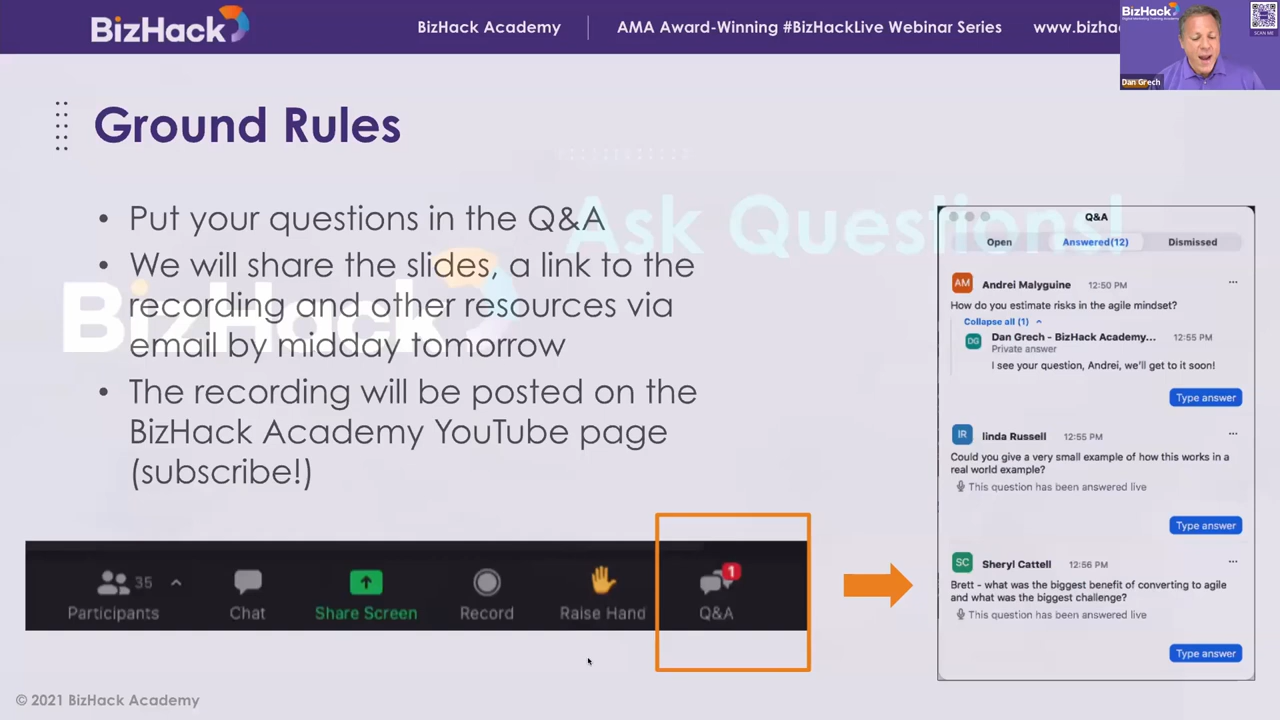 BizHack
BizHack Academy
AMA Award-Winning #BizHackLive Webinar Series
www.bizha
BizHack
SCAN ME
Dan Grech
Ground Rules
Ask Questions!
• Put your questions in the Q&A
• We will share the slides, a link to the
recording and other resources via
email by midday tomorrow
BizHack
• The recording will be posted on the
BizHack Academy YouTube page
(subscribe!)
Participants
35
Chat
Share Screen
Record
Raise Hand
1
Q&A
Q&A
Open
Answered(12)
Dismissed
AM
Andrei Malyguine
12:50 PM
...
How do you estimate risks in the agile mindset?
Collapse all (1)
DG
Dan Grech - BizHack Academy...
12:55 PM
Private answer
I see your question, Andrei, we'll get to it soon!
Type answer
lR
linda Russell
12:55 PM
...
Could you give a very small example of how this works in a
real world example?
This question has been answered live
Type answer
SC
Sheryl Cattell
12:56 PM
...
Brett - what was the biggest benefit of converting to agile
and what was the biggest challenge?
This question has been answered live
Type answer
© 2021 BizHack Academy